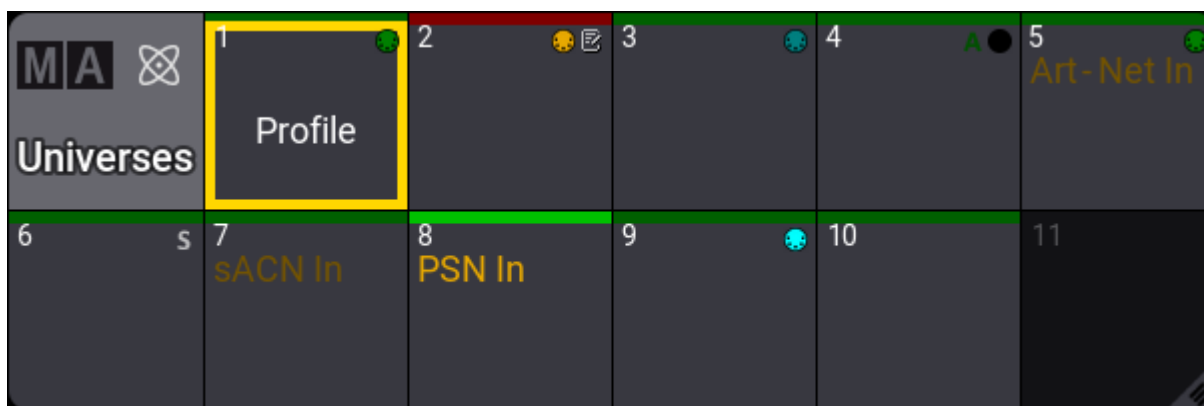 MA
Universes
1
Profile
2
3
4 A
5
Art-Net In
6 S
7
sACN In
8
PSN In
9
10
11